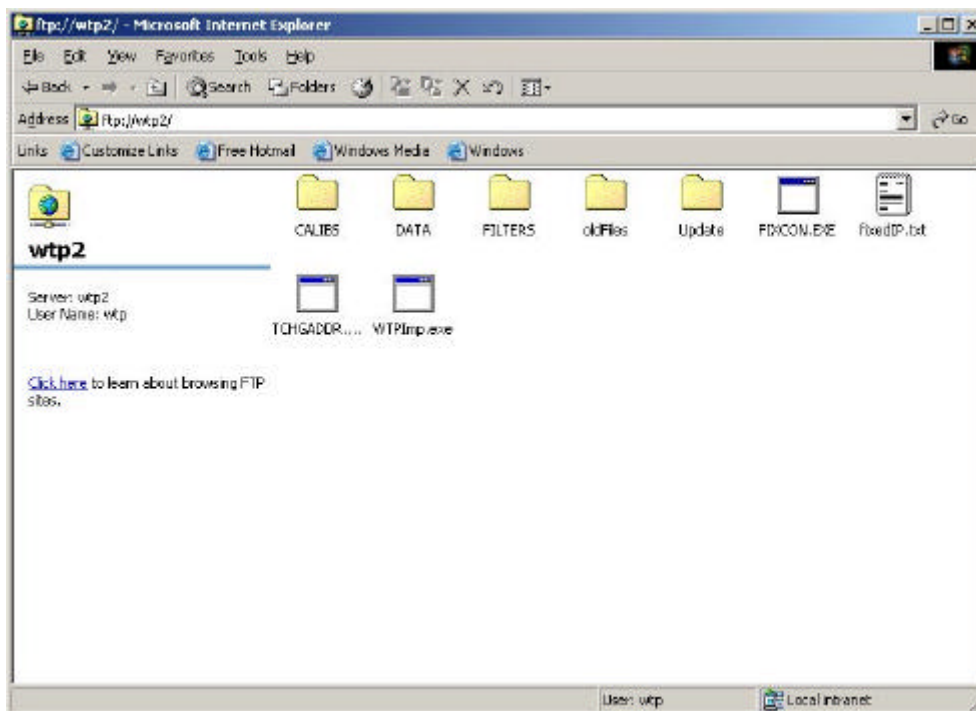 ftp://wtp2/ - Microsoft Internet Explorer
File Edit View Favorites Tools Help
Back Search Folders
Address ftp://wtp2/ Go
Links Customize Links Free Hotmail Windows Media Windows
CALIBS DATA FILTERS oldFiles Update FIXCON.EXE fixedIP.txt
wtp2
Server: wtp2
User Name: wtp
TCHGADDR.... WTPImp.exe
Click here to learn about browsing FTP
sites.
User: wtp Local intranet